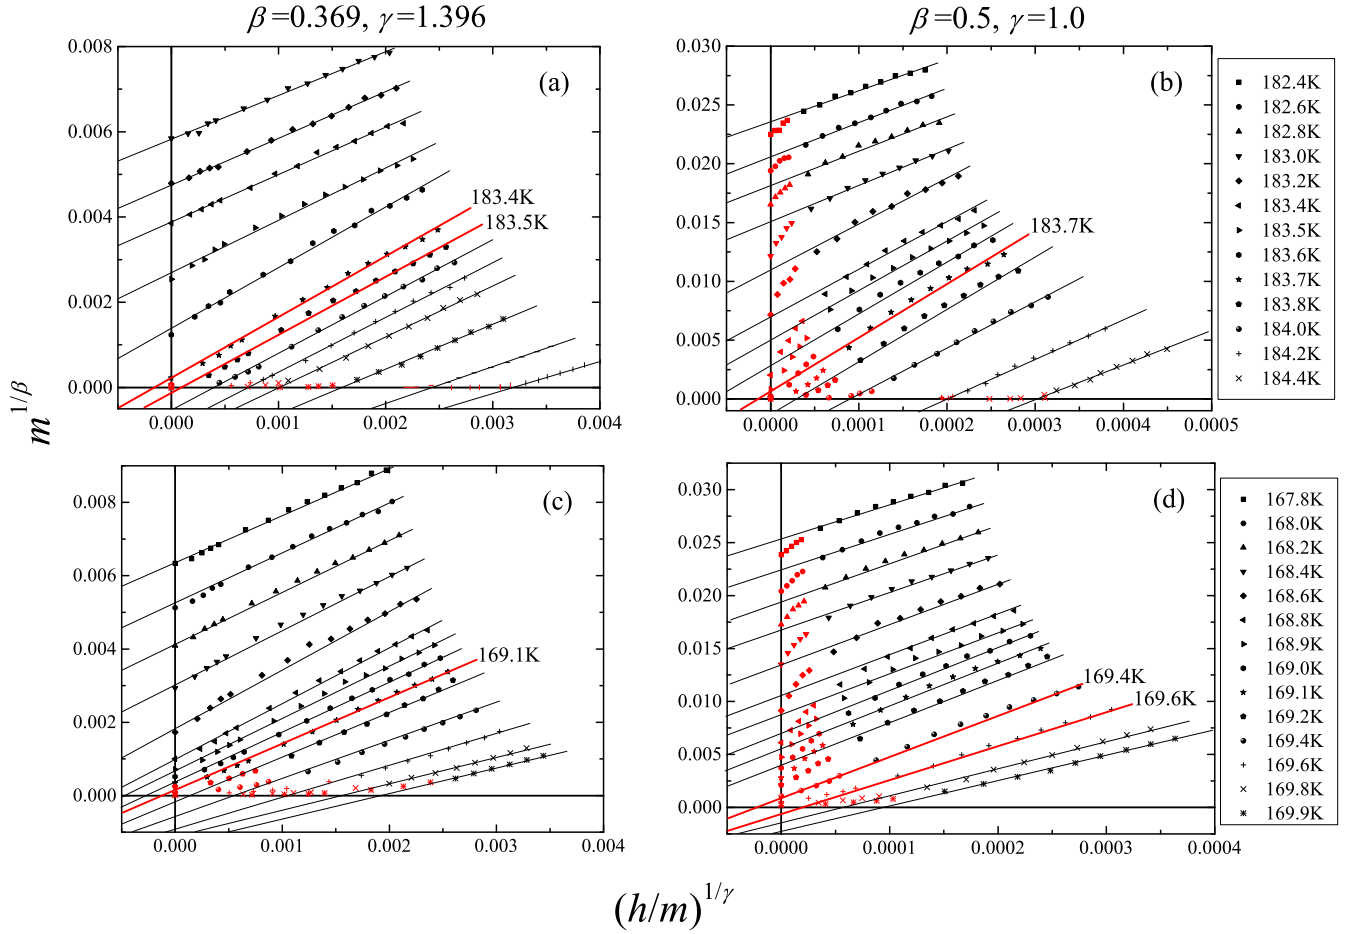 β=0.369, γ=1.396
β=0.5, γ=1.0
0.008
0.006
0.004
0.002
0.000
(a)
183.4K
183.5K
0.000 0.001 0.002 0.003 0.004
0.030
0.025
0.020
0.015
0.010
0.005
0.000
(b)
183.7K
0.0000 0.0001 0.0002 0.0003 0.0004 0.0005
182.4K
182.6K
182.8K
183.0K
183.2K
183.4K
183.5K
183.6K
183.7K
183.8K
184.0K
184.2K
184.4K
m^{1/β}
0.008
0.006
0.004
0.002
0.000
(c)
169.1K
0.000 0.001 0.002 0.003 0.004
0.030
0.025
0.020
0.015
0.010
0.005
0.000
(d)
169.4K
169.6K
0.0000 0.0001 0.0002 0.0003 0.0004
167.8K
168.0K
168.2K
168.4K
168.6K
168.8K
168.9K
169.0K
169.1K
169.2K
169.4K
169.6K
169.8K
169.9K
(h/m)^{1/γ}